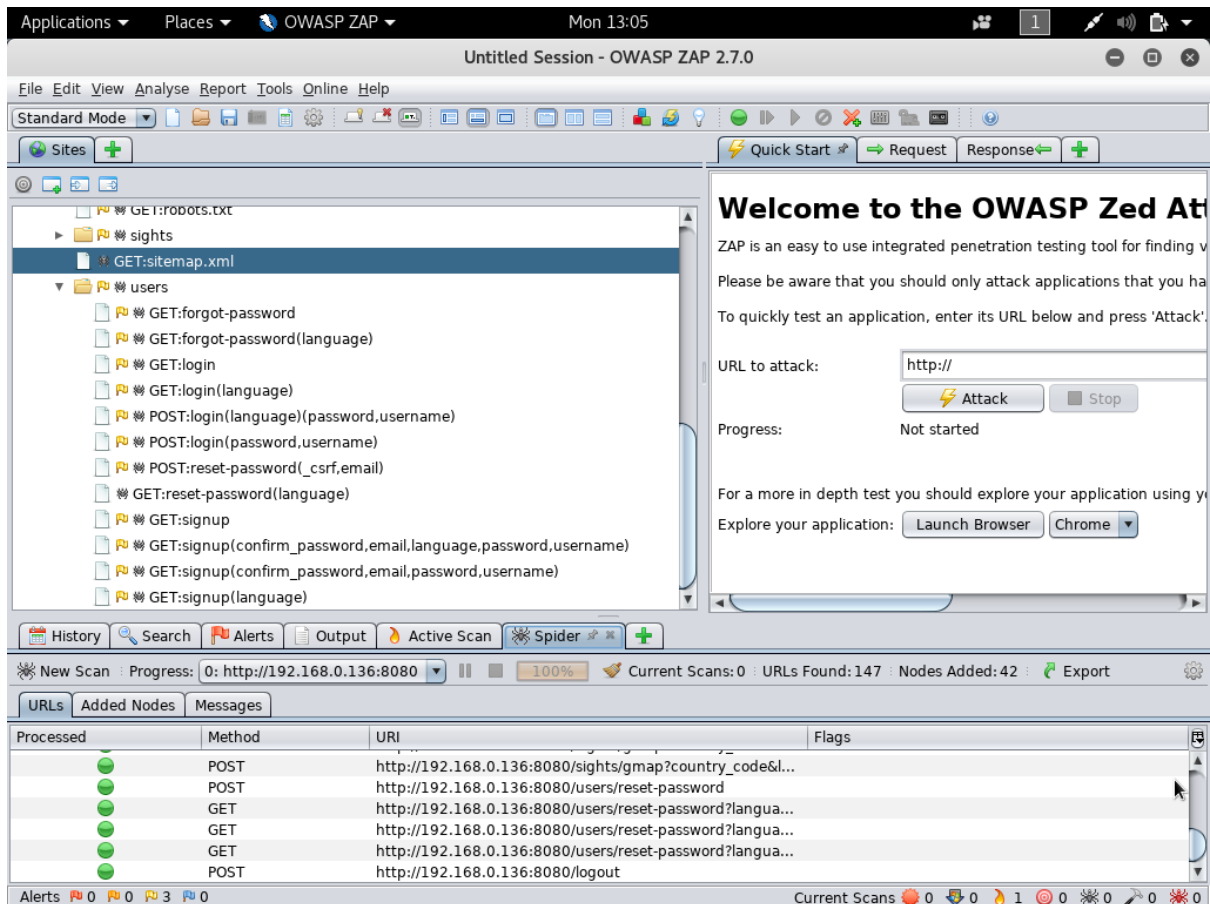 Applications Places OWASP ZAP Mon 13:05 1
Untitled Session - OWASP ZAP 2.7.0
File Edit View Analyse Report Tools Online Help
Standard Mode
Sites
Quick Start Request Response
GET:robots.txt
sights
GET:sitemap.xml
users
GET:forgot-password
GET:forgot-password(language)
GET:login
GET:login(language)
POST:login(language)(password,username)
POST:login(password,username)
POST:reset-password(_csrf,email)
GET:reset-password(language)
GET:signup
GET:signup(confirm_password,email,language,password,username)
GET:signup(confirm_password,email,password,username)
GET:signup(language)
Welcome to the OWASP Zed Att
ZAP is an easy to use integrated penetration testing tool for finding v
Please be aware that you should only attack applications that you ha
To quickly test an application, enter its URL below and press 'Attack'.
URL to attack: http://
Attack Stop
Progress: Not started
For a more in depth test you should explore your application using y
Explore your application: Launch Browser Chrome
History Search Alerts Output Active Scan Spider
New Scan Progress: 0: http://192.168.0.136:8080 100% Current Scans: 0 URLs Found: 147 Nodes Added: 42 Export
URLs Added Nodes Messages
Processed Method URI Flags
POST http://192.168.0.136:8080/sights/gmap?country_code&l...
POST http://192.168.0.136:8080/users/reset-password
GET http://192.168.0.136:8080/users/reset-password?langua...
GET http://192.168.0.136:8080/users/reset-password?langua...
GET http://192.168.0.136:8080/users/reset-password?langua...
POST http://192.168.0.136:8080/logout
Alerts 0 0 3 0 Current Scans 0 0 1 0 0 0 0